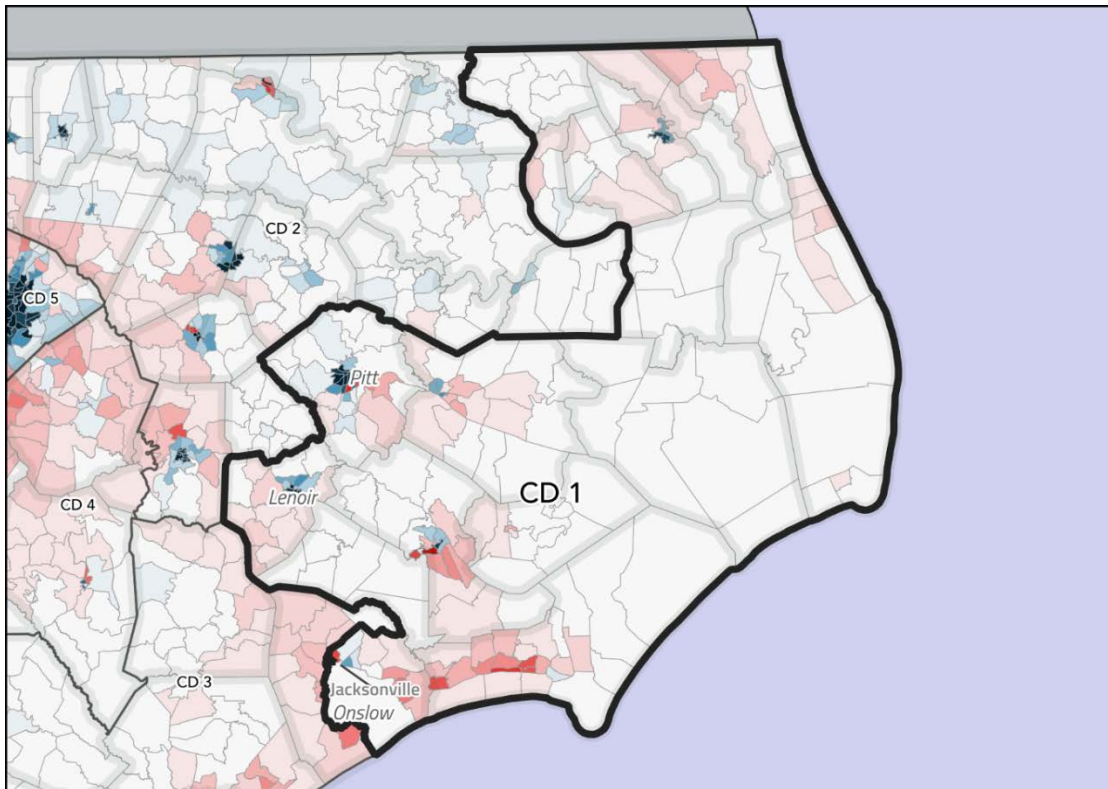 CD 2
CD 5
Pitt
CD 1
Lenoir
CD 4
CD 3
Jacksonville
Onslow